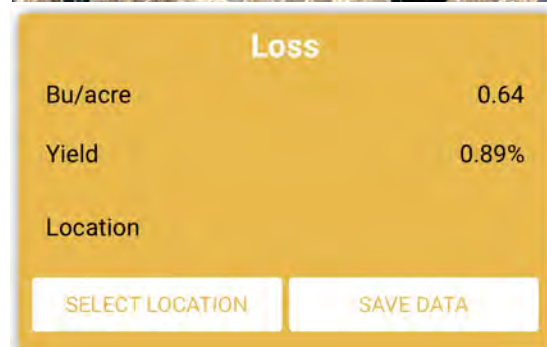 Loss
Bu/acre 0.64
Yield 0.89%
Location
SELECT LOCATION SAVE DATA